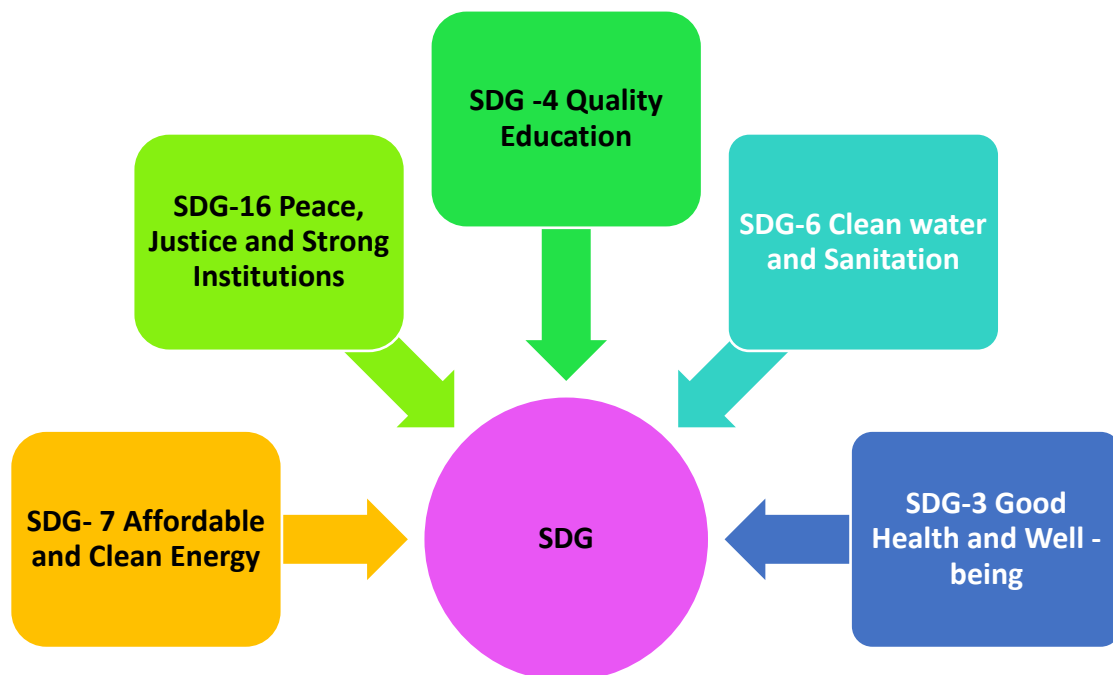 SDG -4 Quality
Education
SDG-16 Peace,
Justice and Strong
Institutions
SDG-6 Clean water
and Sanitation
SDG- 7 Affordable
and Clean Energy
SDG
SDG-3 Good
Health and Well -
being